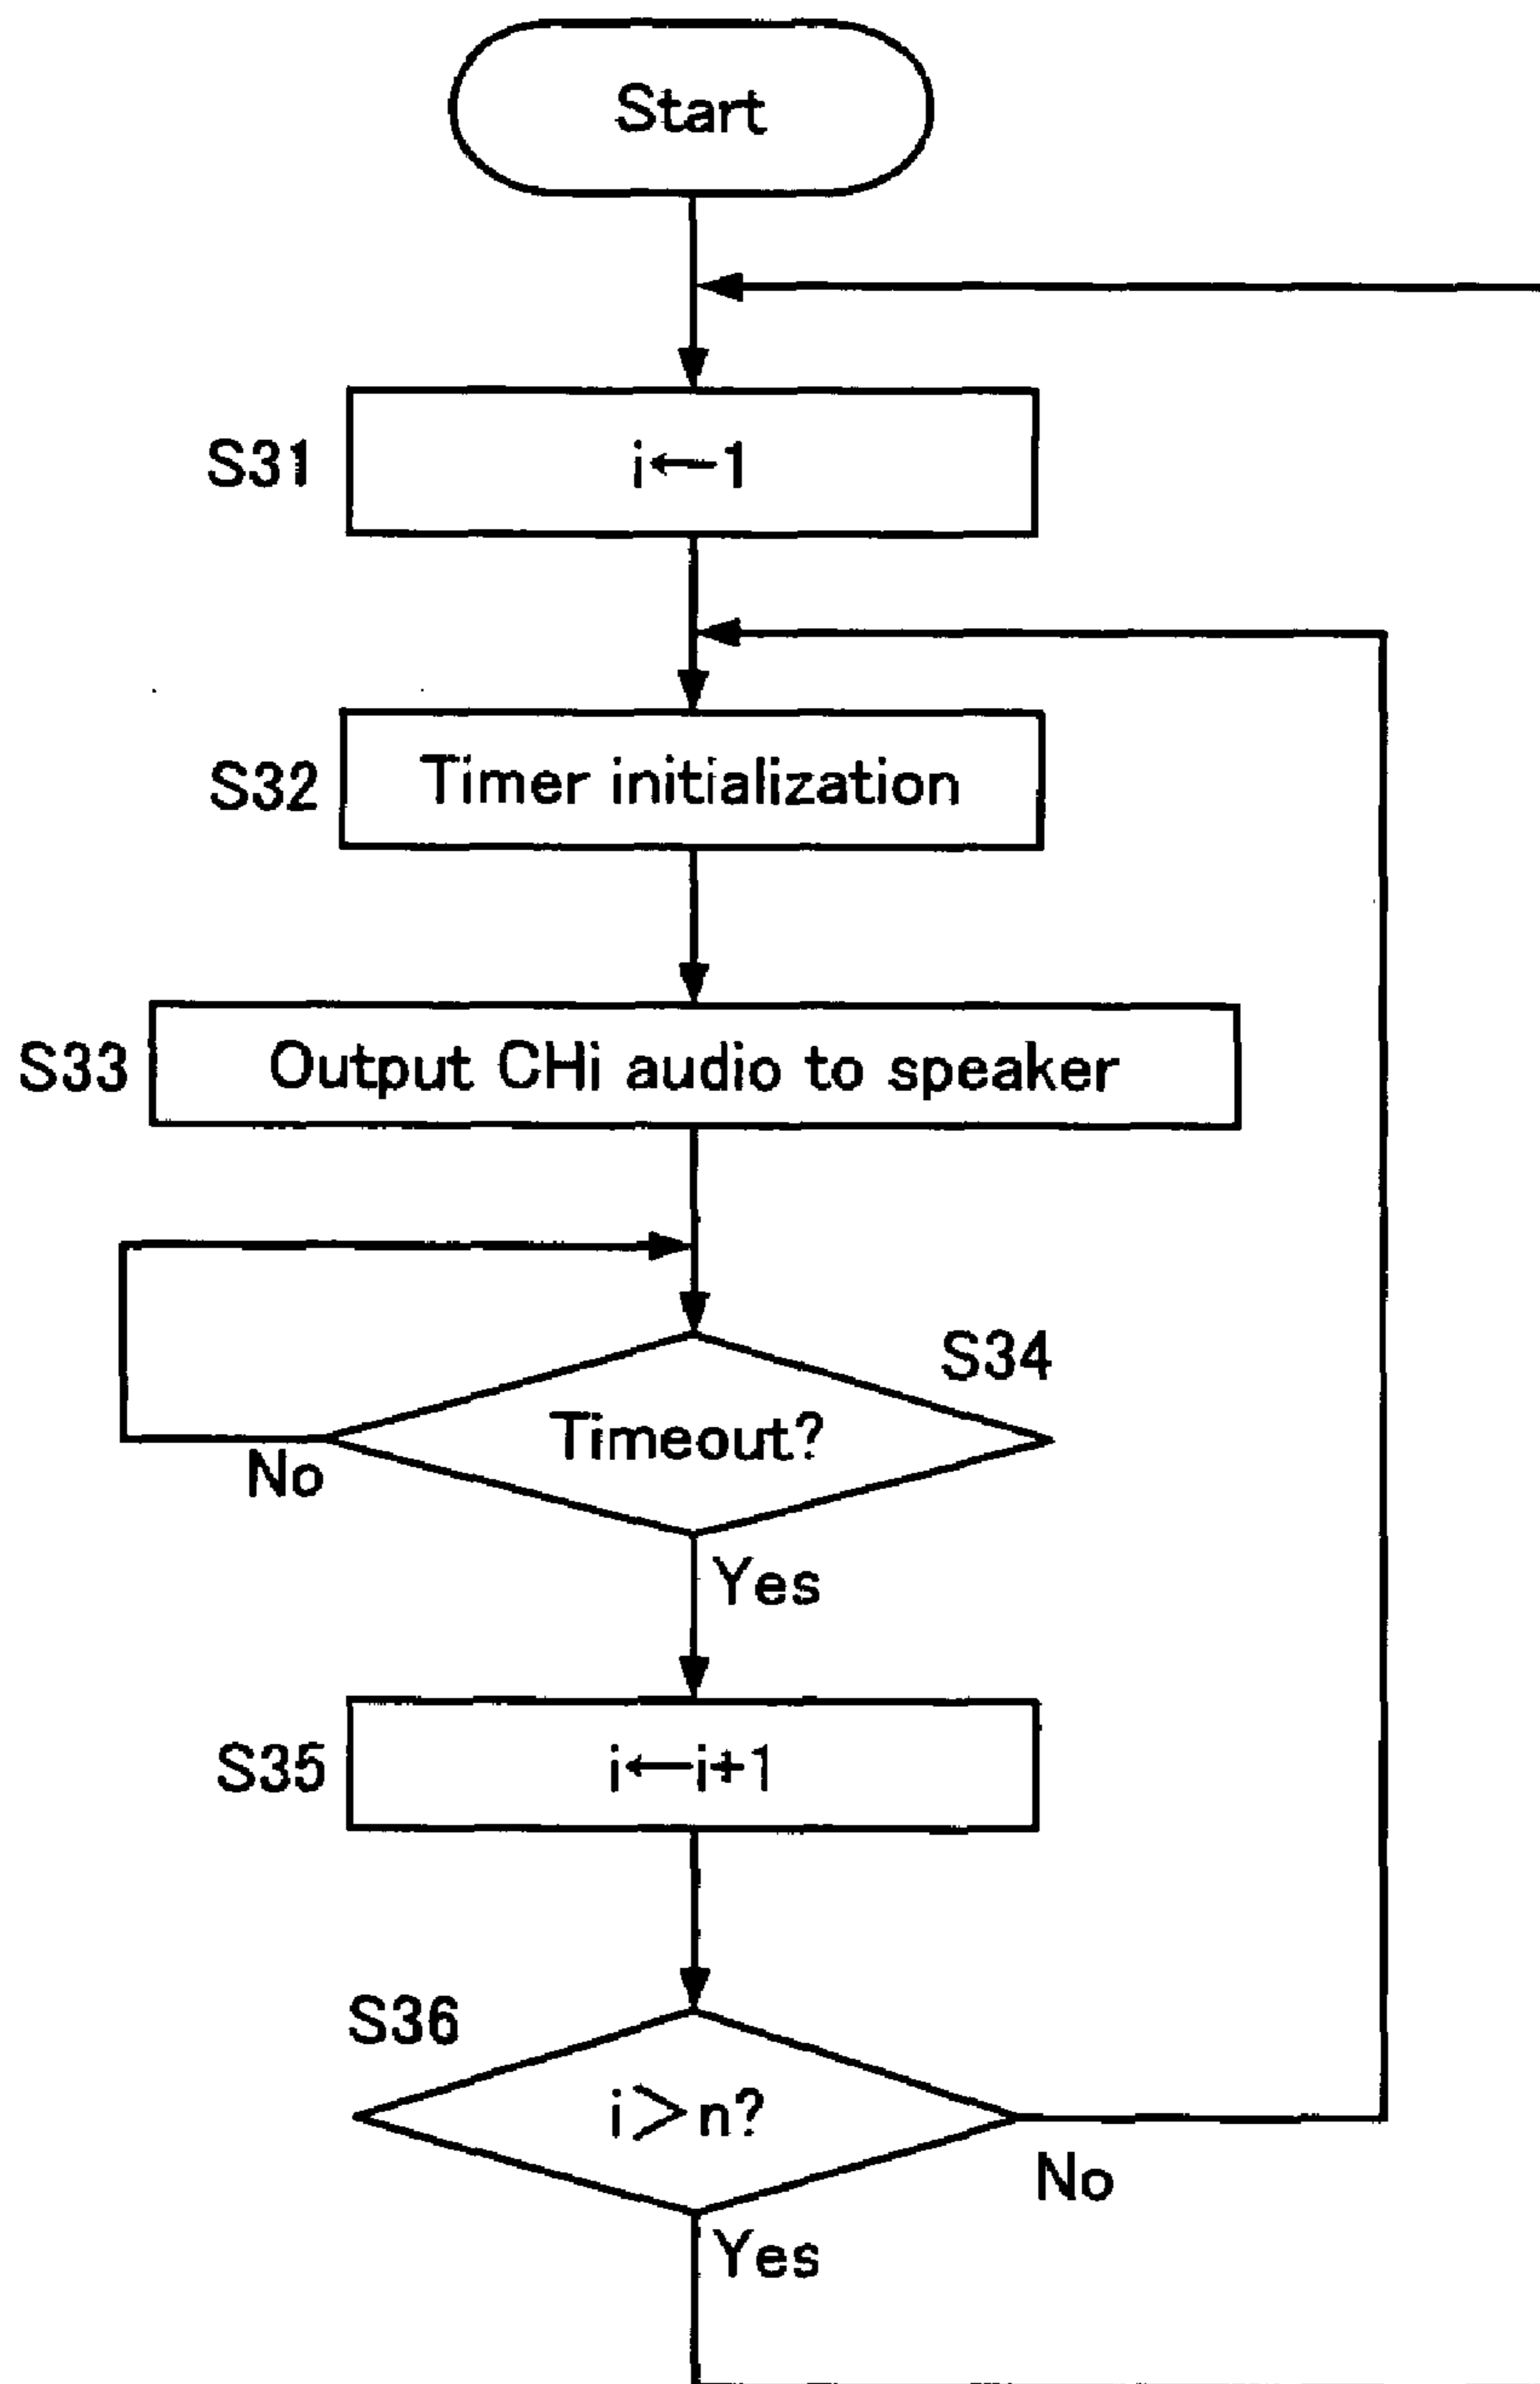 Start
S31
i←1
S32
Timer initialization
S33
Output CHi audio to speaker
S34
Timeout?
No
Yes
S35
i←i+1
S36
i>n?
No
Yes